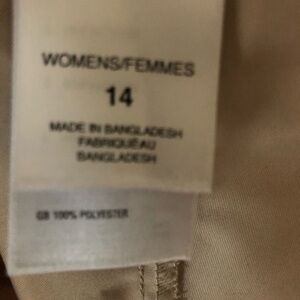 WOMENS/FEMMES
14
MADE IN BANGLADESH
FABRIQUÉ AU
BANGLADESH
GB 100% POLYESTER